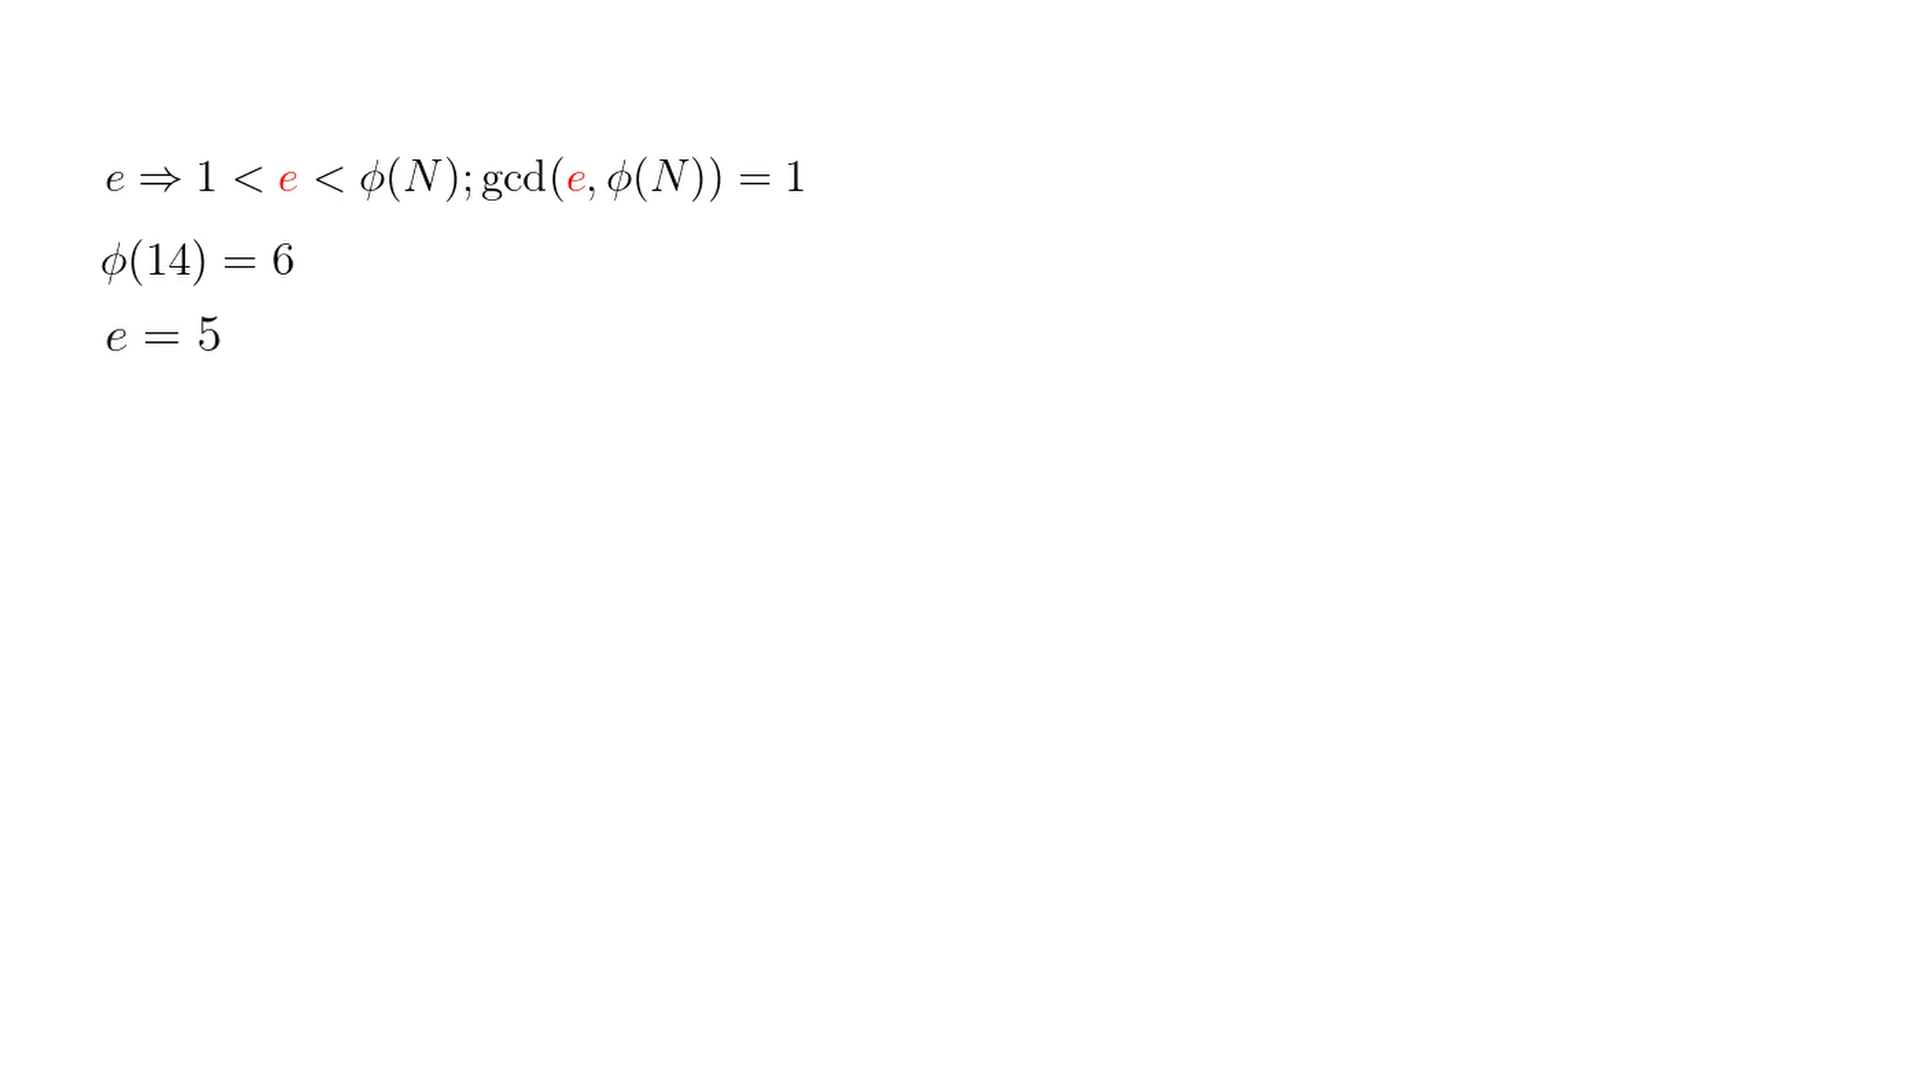 e ⇒ 1 < e < ϕ(N); gcd(e, ϕ(N)) = 1
ϕ(14) = 6
e = 5